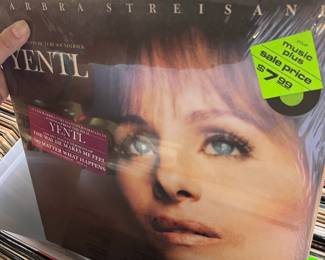 ARBRA STREISAN
YENTL
your
music
plus
sale price
$7.99
YENTL
THE WAY HE MAKES ME FEEL
NO MATTER WHAT HAPPENS